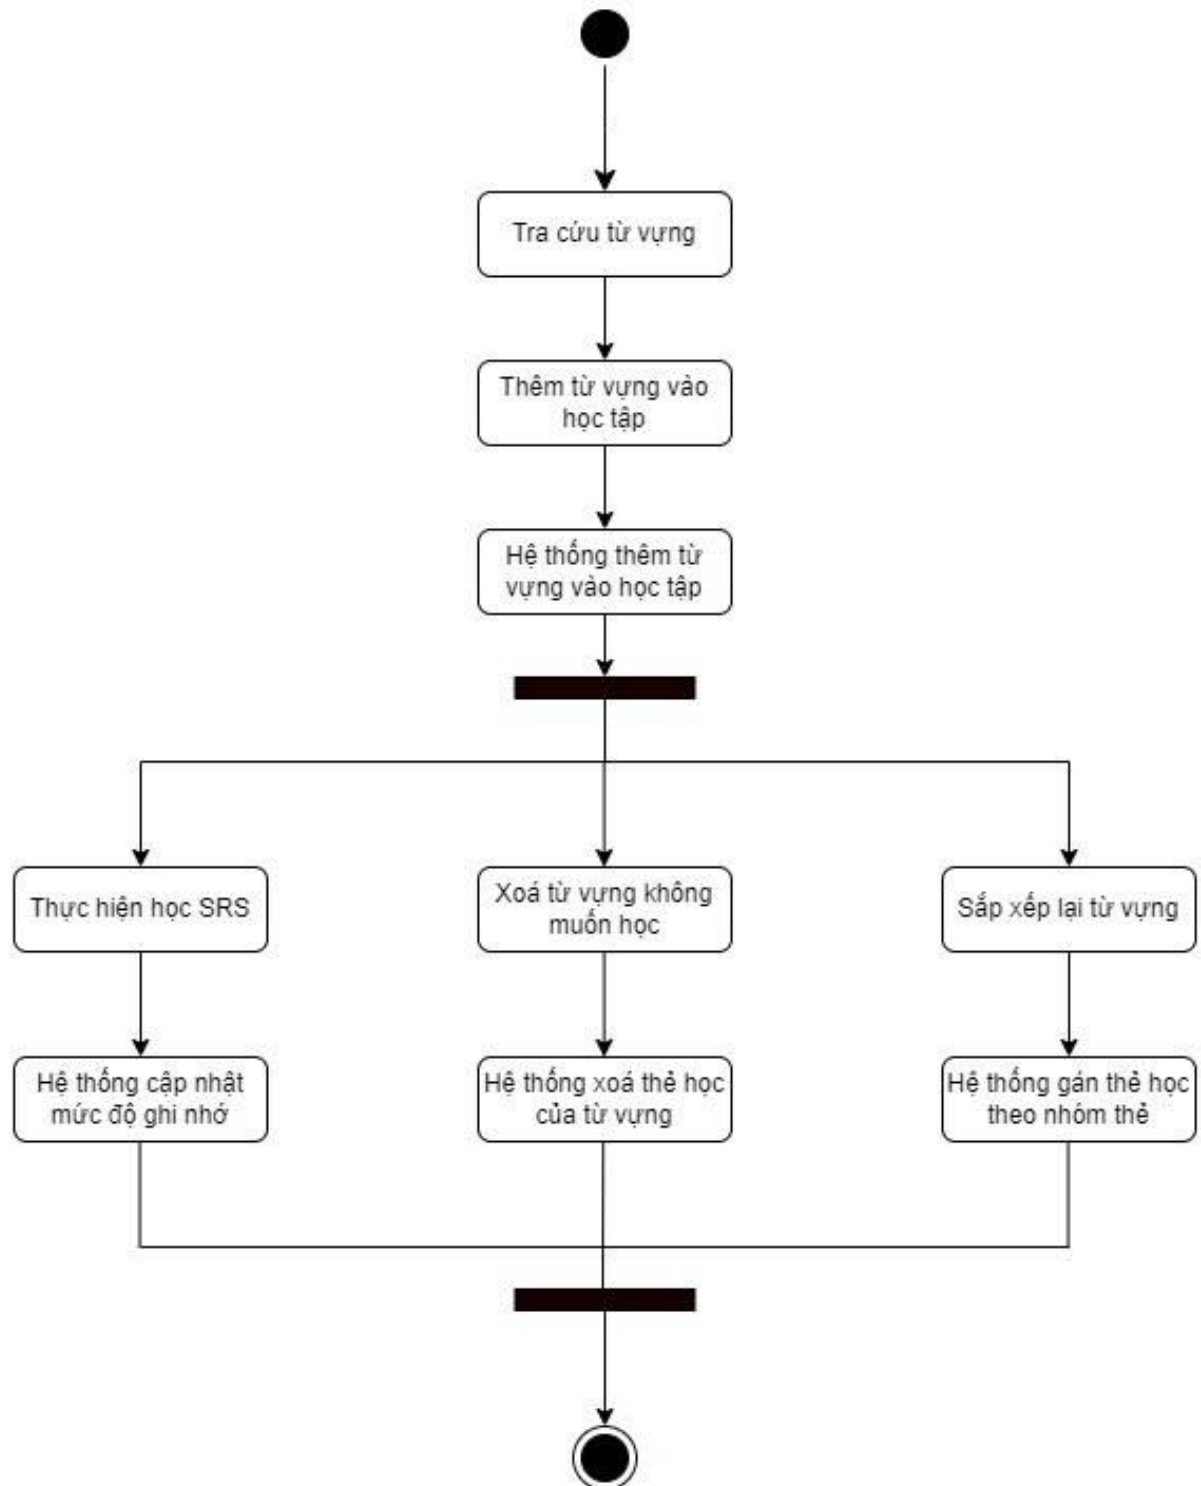 Tra cứu từ vựng
Thêm từ vựng vào
học tập
Hệ thống thêm từ
vựng vào học tập
Thực hiện học SRS
Xoá từ vựng không
muốn học
Sắp xếp lại từ vựng
Hệ thống cập nhật
mức độ ghi nhớ
Hệ thống xoá thẻ học
của từ vựng
Hệ thống gán thẻ học
theo nhóm thẻ